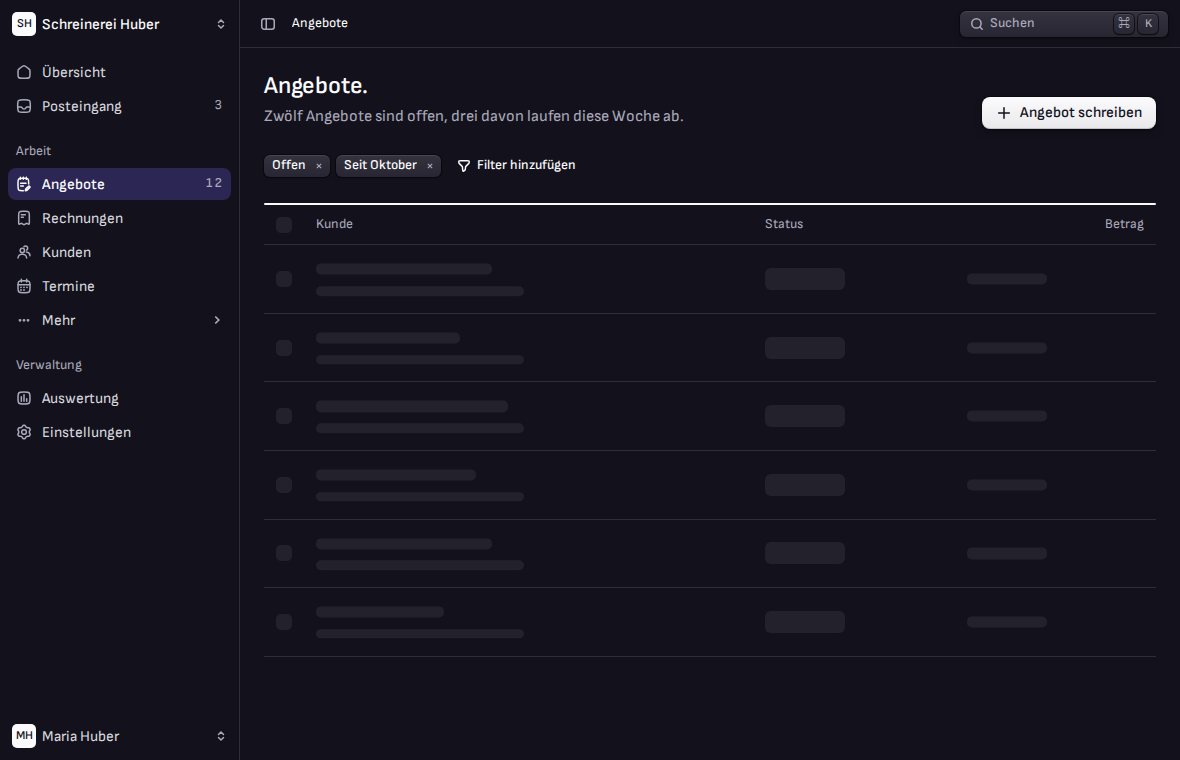 SH Schreinerei Huber
Übersicht
Posteingang 3
Arbeit
Angebote 12
Rechnungen
Kunden
Termine
Mehr
Verwaltung
Auswertung
Einstellungen
MH Maria Huber
Angebote
Suchen ⌘ K
Angebote.
Zwölf Angebote sind offen, drei davon laufen diese Woche ab.
Angebot schreiben
Offen × Seit Oktober × Filter hinzufügen
Kunde Status Betrag